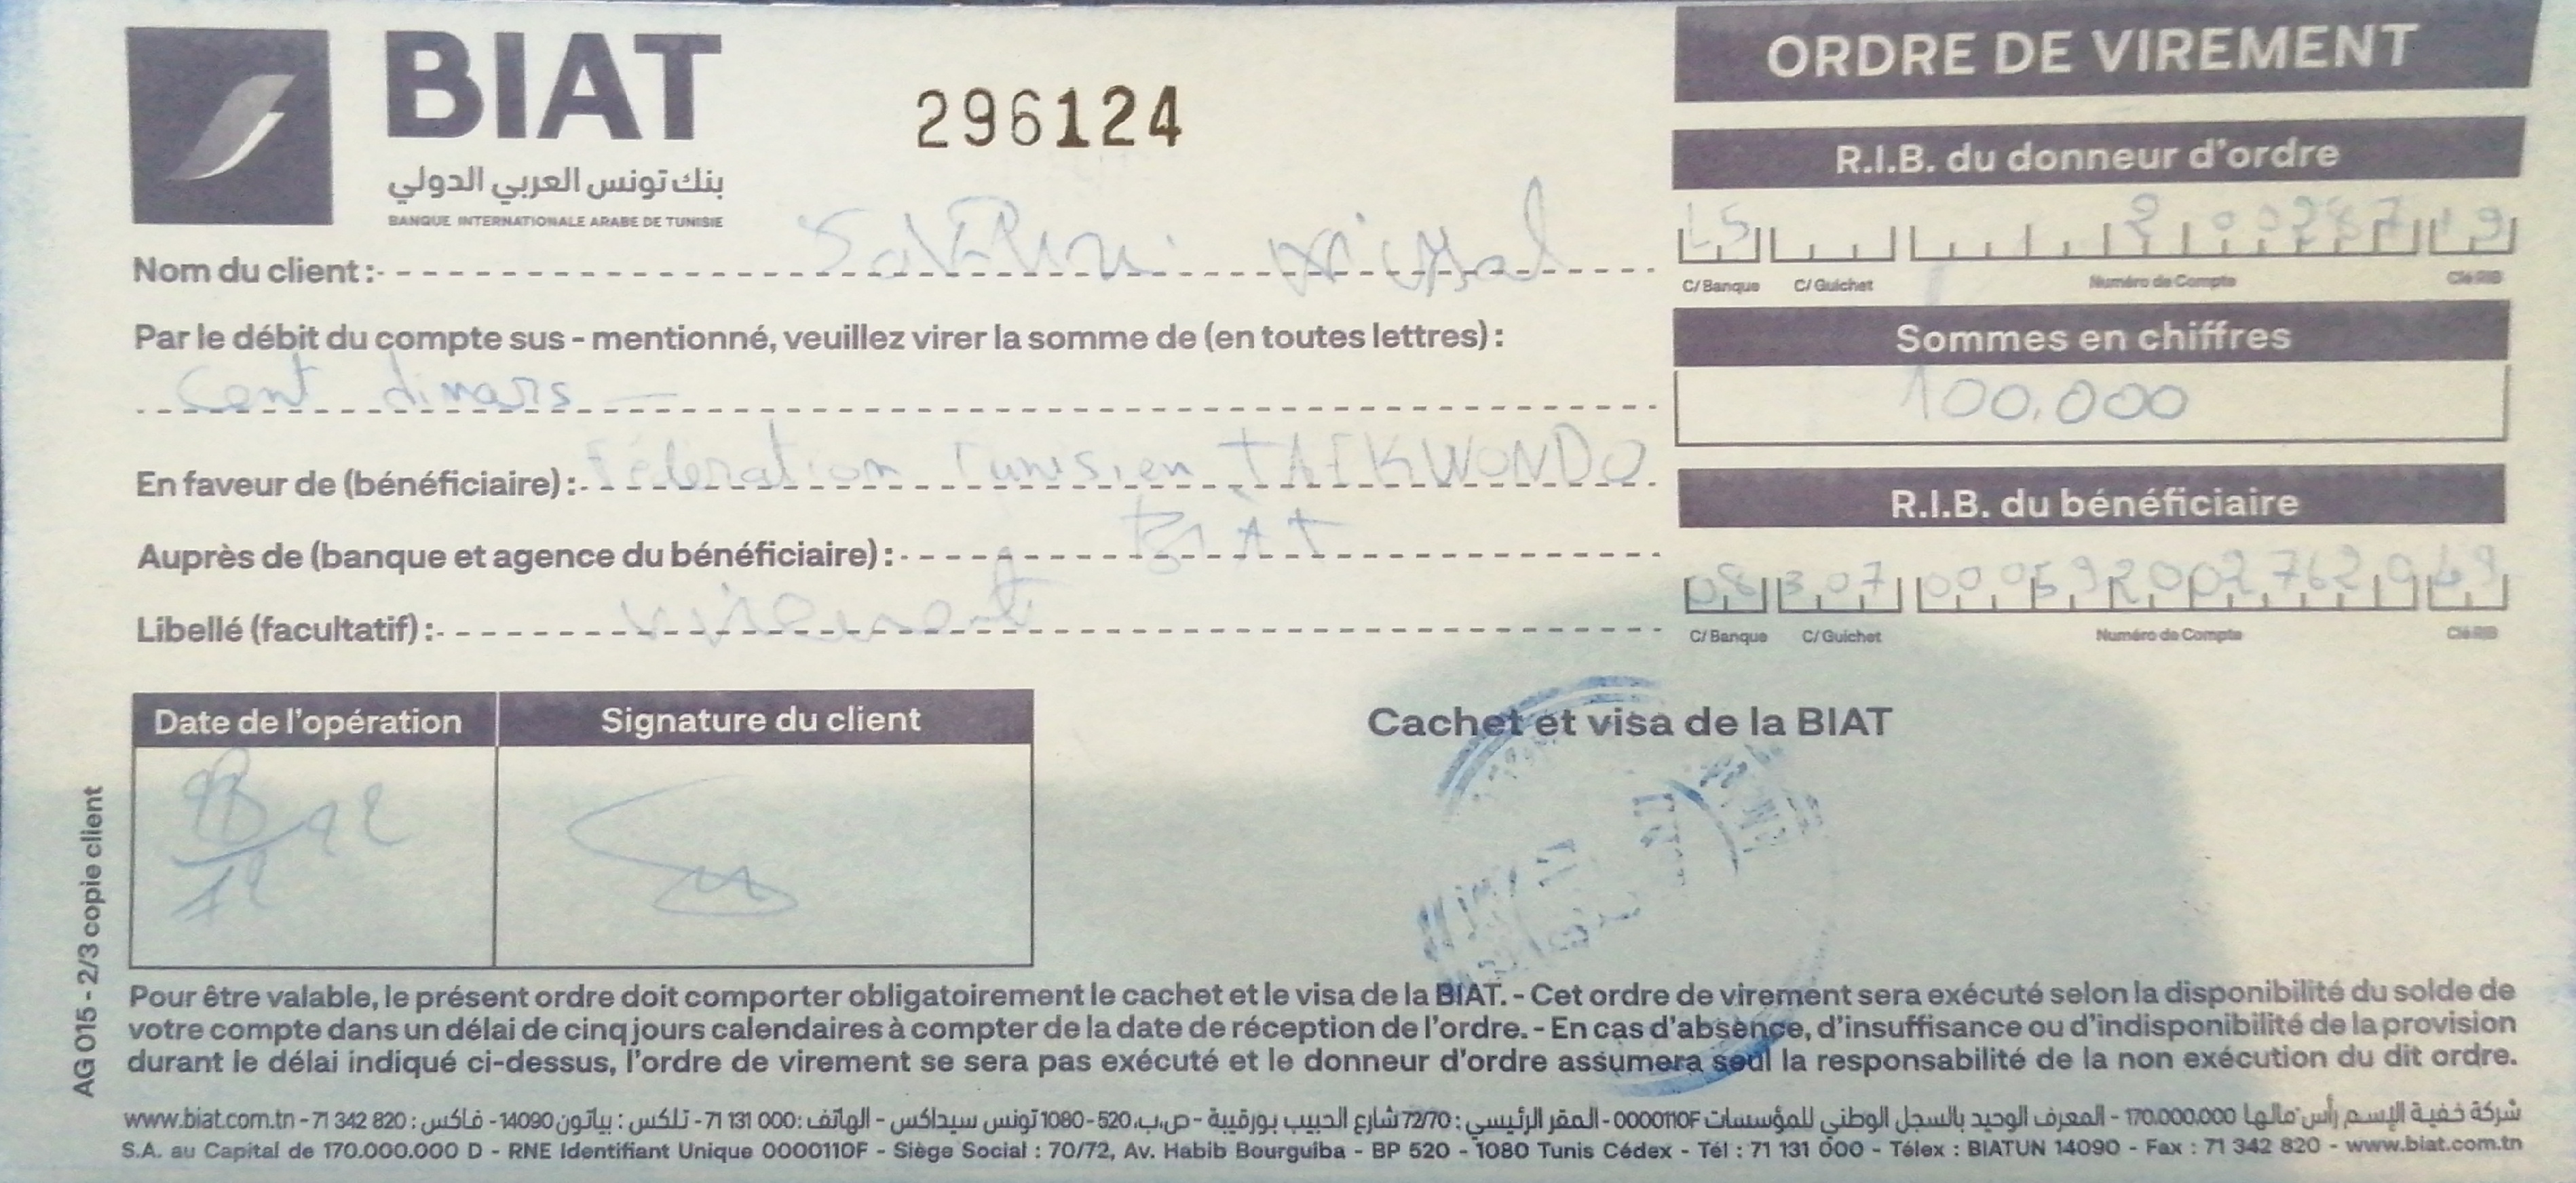 BIAT
بنك تونس العربي الدولي
BANQUE INTERNATIONALE ARABE DE TUNISIE
296124
ORDRE DE VIREMENT
R.I.B. du donneur d'ordre
C/Banque C/Guichet Numéro de Compte Clé RIB
Nom du client :
Par le débit du compte sus - mentionné, veuillez virer la somme de (en toutes lettres) :
Cent dinars
Sommes en chiffres
100,000
En faveur de (bénéficiaire) : Féderation Tunisien TAEKWONDO
R.I.B. du bénéficiaire
Auprès de (banque et agence du bénéficiaire) : BIAT
Libellé (facultatif) : virement
C/Banque C/Guichet Numéro de Compte Clé RIB
Date de l'opération
Signature du client
Cachet et visa de la BIAT
AG 015 - 2/3 copie client
Pour être valable, le présent ordre doit comporter obligatoirement le cachet et le visa de la BIAT. - Cet ordre de virement sera exécuté selon la disponibilité du solde de
votre compte dans un délai de cinq jours calendaires à compter de la date de réception de l'ordre. - En cas d'absence, d'insuffisance ou d'indisponibilité de la provision
durant le délai indiqué ci-dessus, l'ordre de virement se sera pas exécuté et le donneur d'ordre assumera seul la responsabilité de la non exécution du dit ordre.
شركة خفية الإسم رأس مالها 170.000.000 - المعرف الوحيد بالسجل الوطني للمؤسسات 0000110F - المقر الرئيسي : 72/70 شارع الحبيب بورقيبة - ص.ب. 520 - 1080 تونس سيداكس - الهاتف : 71 131 000 - تلكس : بياتون 14090 - فاكس : 71 342 820 - www.biat.com.tn
S.A. au Capital de 170.000.000 D - RNE Identifiant Unique 0000110F - Siège Social : 70/72, Av. Habib Bourguiba - BP 520 - 1080 Tunis Cédex - Tél : 71 131 000 - Télex : BIATUN 14090 - Fax : 71 342 820 - www.biat.com.tn